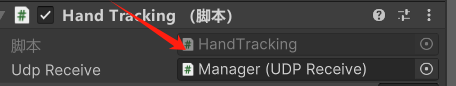 Hand Tracking （脚本）
脚本 HandTracking
Udp Receive Manager (UDP Receive)